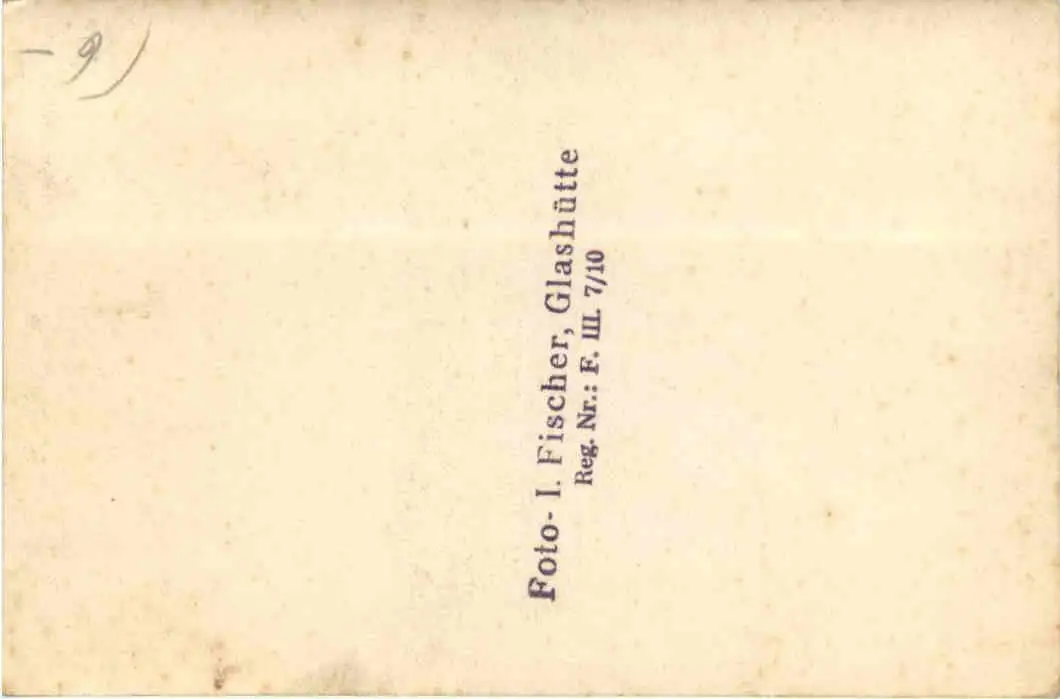 - 9)
Foto- I. Fischer, Glashütte
Reg. Nr.: F. III. 7/10